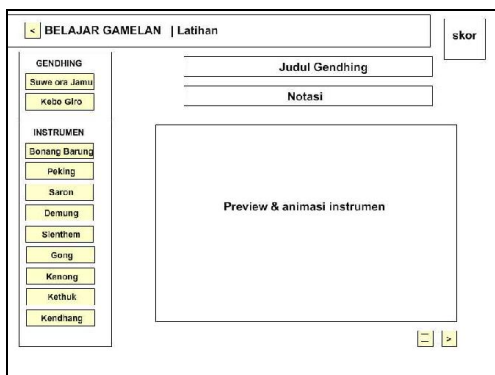 < BELAJAR GAMELAN | Latihan
skor
GENDHING
Suwe ora Jamu
Kebo Giro
INSTRUMEN
Bonang Barung
Peking
Saron
Demung
Slenthem
Gong
Kenong
Kethuk
Kendhang
Judul Gendhing
Notasi
Preview & animasi instrumen
>